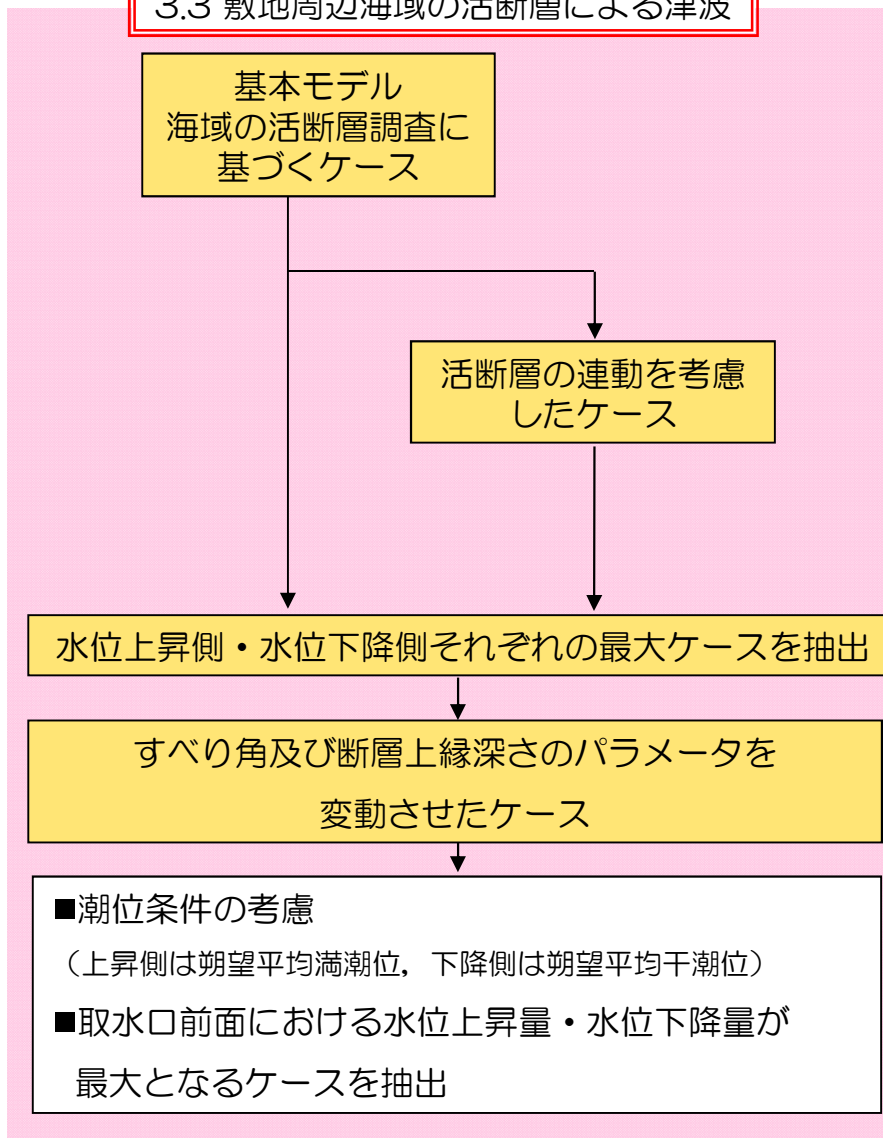 3.3 敷地周辺海域の活断層による津波
基本モデル
海域の活断層調査に
基づくケース
活断層の連動を考慮
したケース
水位上昇側・水位下降側それぞれの最大ケースを抽出
すべり角及び断層上縁深さのパラメータを
変動させたケース
■潮位条件の考慮
（上昇側は朔望平均満潮位，下降側は朔望平均干潮位）
■取水口前面における水位上昇量・水位下降量が
最大となるケースを抽出